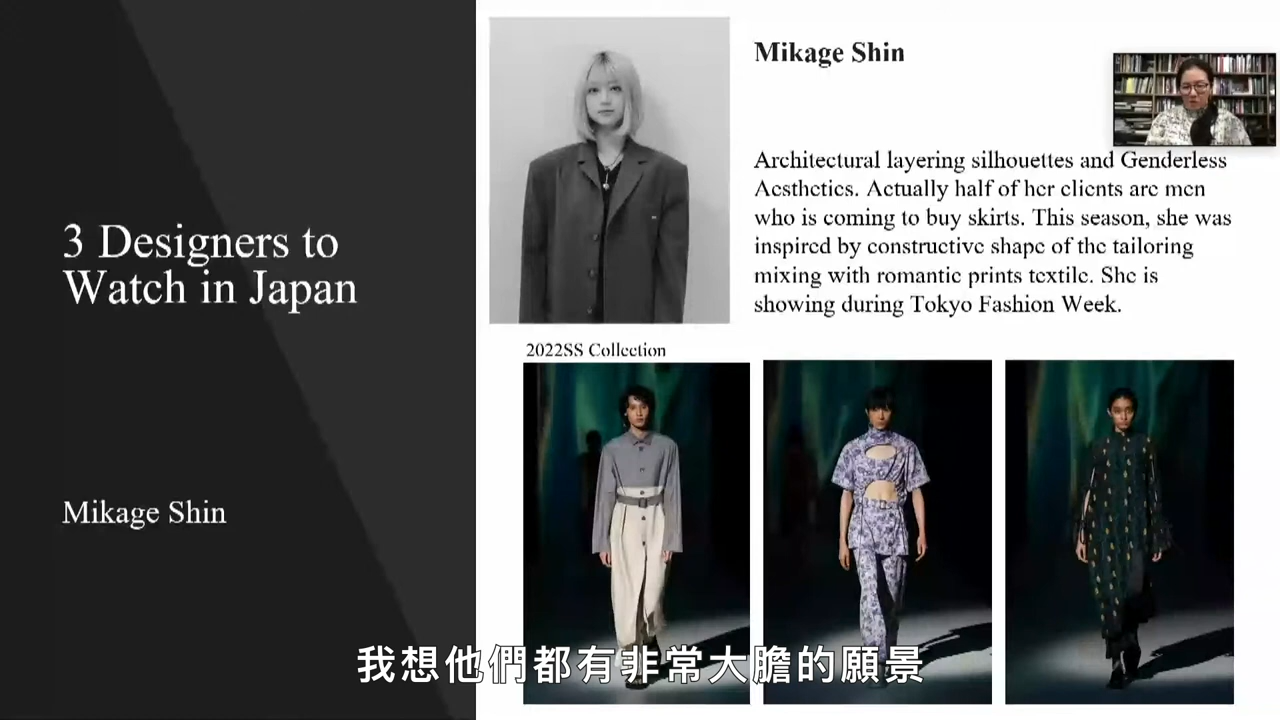 3 Designers to
Watch in Japan
Mikage Shin
Mikage Shin
Architectural layering silhouettes and Genderless
Aesthetics. Actually half of her clients are men
who is coming to buy skirts. This season, she was
inspired by constructive shape of the tailoring
mixing with romantic prints textile. She is
showing during Tokyo Fashion Week.
2022SS Collection
我想他們都有非常大膽的願景